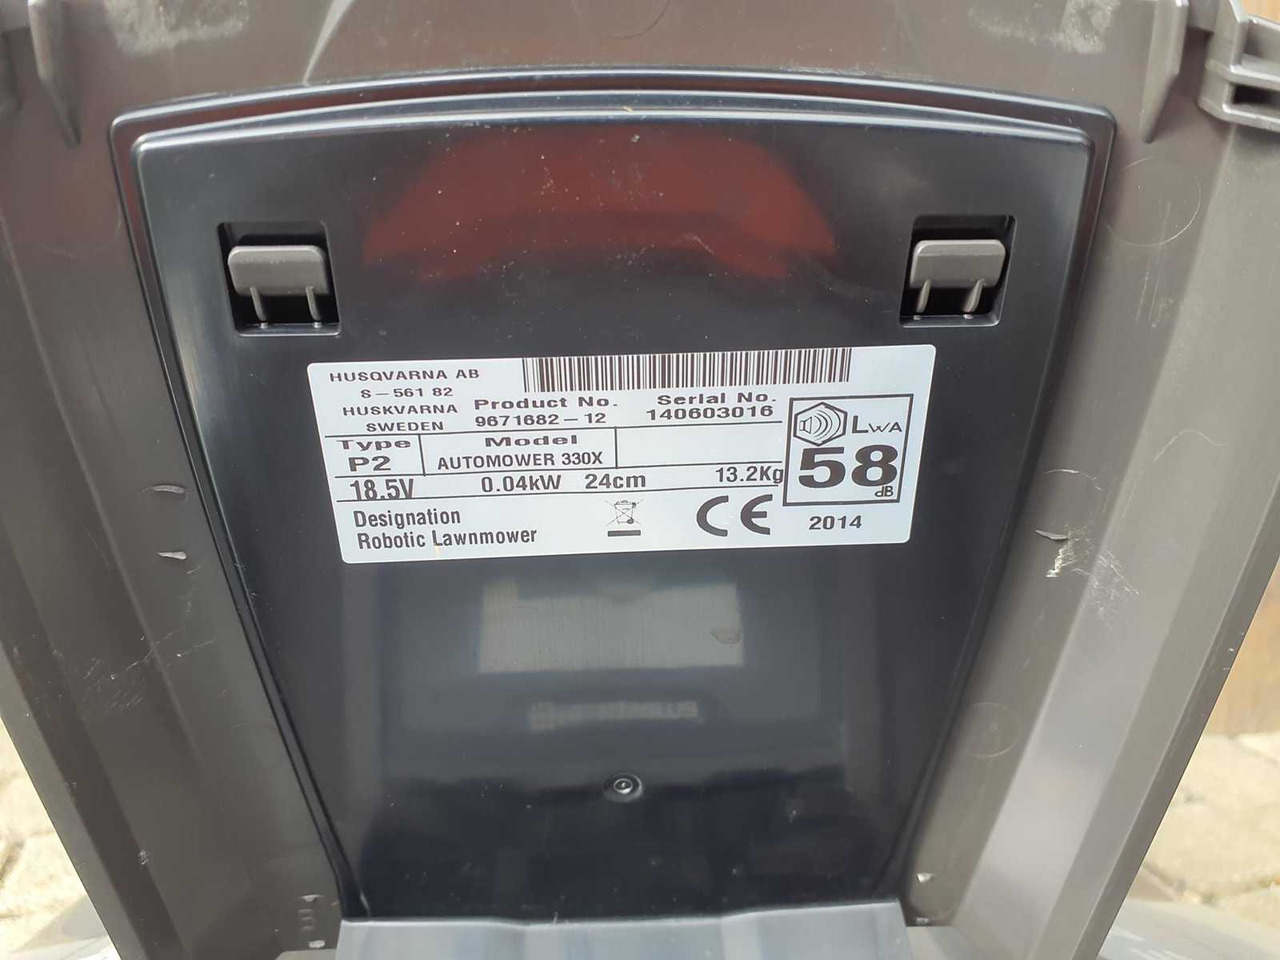 HUSQVARNA AB
S-561 82
HUSKVARNA
SWEDEN
Product No.
9671682-12
Serial No.
140603016
Type
P2
Model
AUTOMOWER 330X
18.5V 0.04kW 24cm 13.2Kg
LWA
58
dB
Designation
Robotic Lawnmower
CE
2014